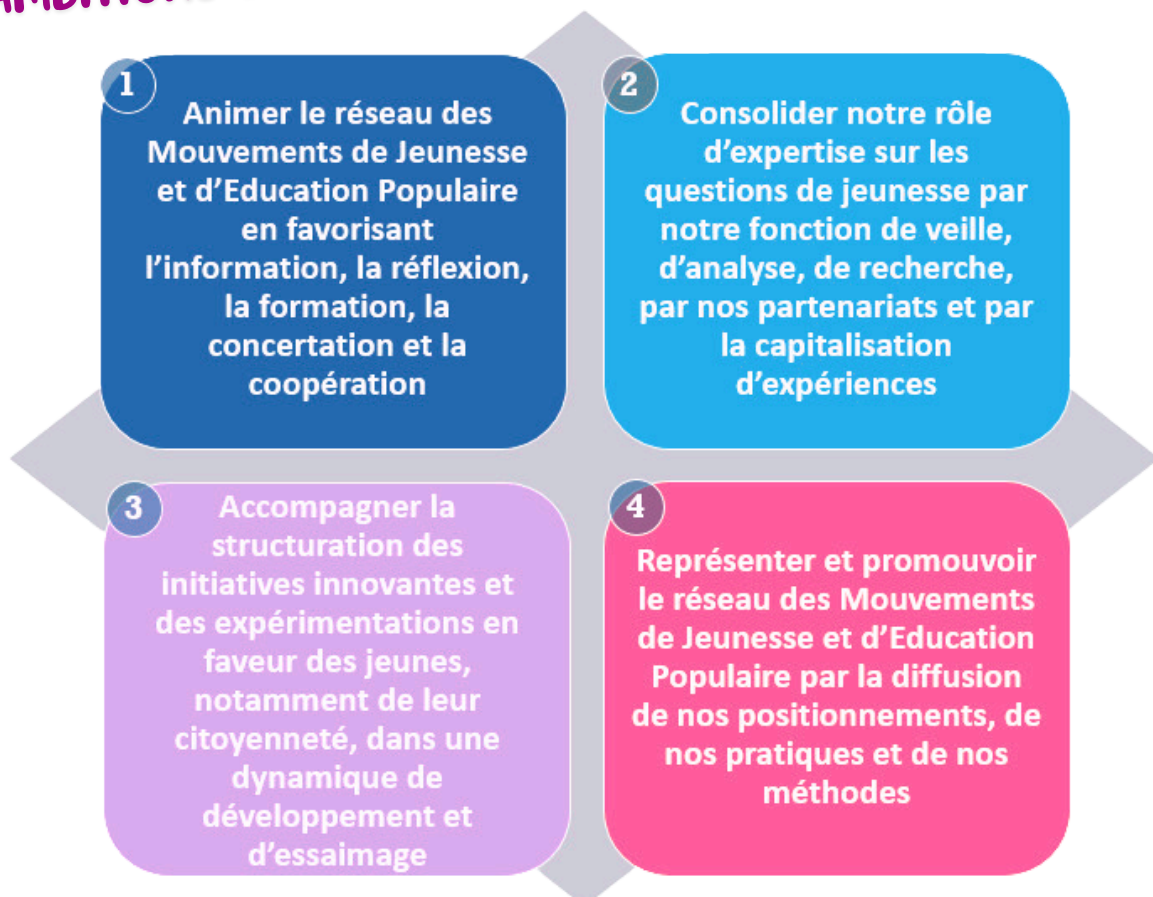 AMBITIONS
1
Animer le réseau des
Mouvements de Jeunesse
et d'Education Populaire
en favorisant
l'information, la réflexion,
la formation, la
concertation et la
coopération
2
Consolider notre rôle
d'expertise sur les
questions de jeunesse par
notre fonction de veille,
d'analyse, de recherche,
par nos partenariats et par
la capitalisation
d'expériences
3
Accompagner la
structuration des
initiatives innovantes et
des expérimentations en
faveur des jeunes,
notamment de leur
citoyenneté, dans une
dynamique de
développement et
d'essaimage
4
Représenter et promouvoir
le réseau des Mouvements
de Jeunesse et d'Education
Populaire par la diffusion
de nos positionnements, de
nos pratiques et de nos
méthodes